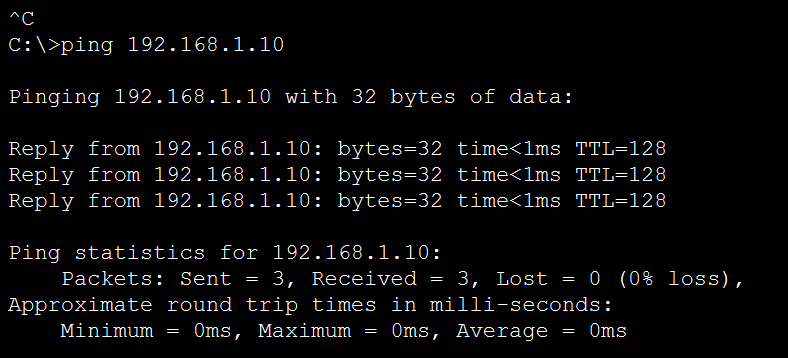 ^C
C:\>ping 192.168.1.10
Pinging 192.168.1.10 with 32 bytes of data:
Reply from 192.168.1.10: bytes=32 time<1ms TTL=128
Reply from 192.168.1.10: bytes=32 time<1ms TTL=128
Reply from 192.168.1.10: bytes=32 time<1ms TTL=128
Ping statistics for 192.168.1.10:
    Packets: Sent = 3, Received = 3, Lost = 0 (0% loss),
Approximate round trip times in milli-seconds:
    Minimum = 0ms, Maximum = 0ms, Average = 0ms